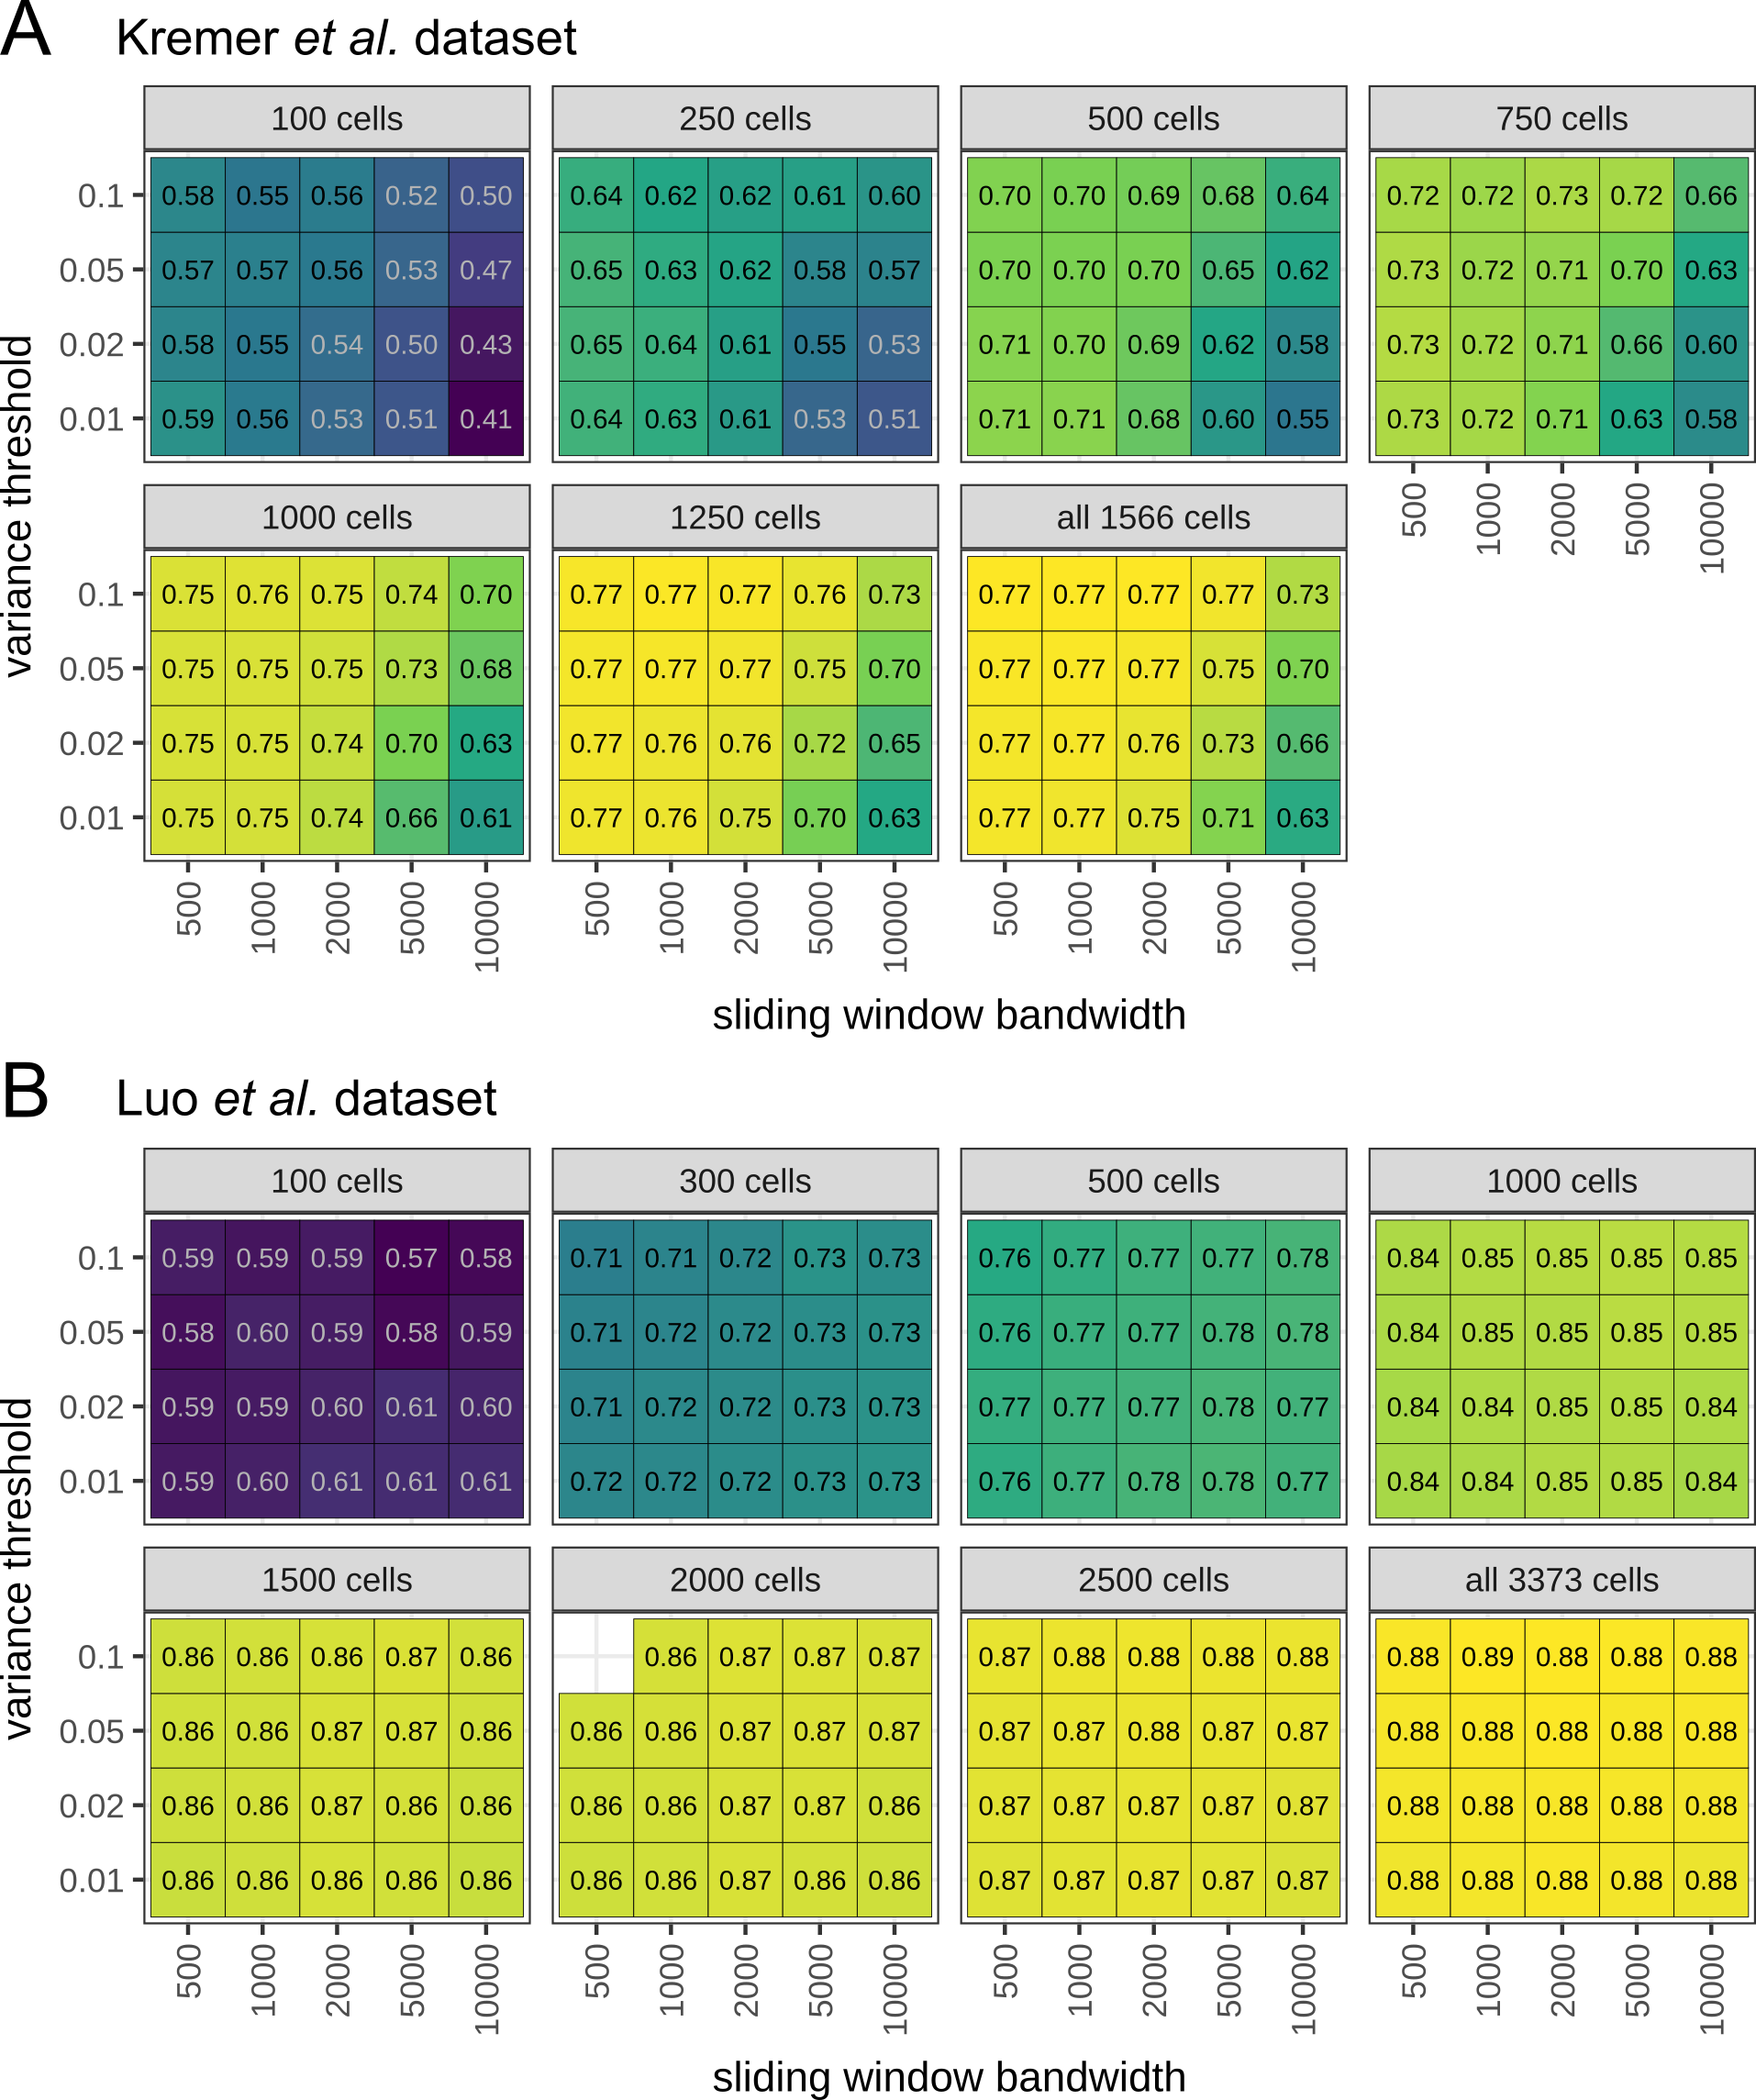 A Kremer et al. dataset
variance threshold
100 cells 250 cells 500 cells 750 cells
0.1 0.58 0.55 0.56 0.52 0.50 0.64 0.62 0.62 0.61 0.60 0.70 0.70 0.69 0.68 0.64 0.72 0.72 0.73 0.72 0.66
0.05 0.57 0.57 0.56 0.53 0.47 0.65 0.63 0.62 0.58 0.57 0.70 0.70 0.70 0.65 0.62 0.73 0.72 0.71 0.70 0.63
0.02 0.58 0.55 0.54 0.50 0.43 0.65 0.64 0.61 0.55 0.53 0.71 0.70 0.69 0.62 0.58 0.73 0.72 0.71 0.66 0.60
0.01 0.59 0.56 0.53 0.51 0.41 0.64 0.63 0.61 0.53 0.51 0.71 0.71 0.68 0.60 0.55 0.73 0.72 0.71 0.63 0.58
500 1000 2000 5000 10000
1000 cells 1250 cells all 1566 cells
0.1 0.75 0.76 0.75 0.74 0.70 0.77 0.77 0.77 0.76 0.73 0.77 0.77 0.77 0.77 0.73
0.05 0.75 0.75 0.75 0.73 0.68 0.77 0.77 0.77 0.75 0.70 0.77 0.77 0.77 0.75 0.70
0.02 0.75 0.75 0.74 0.70 0.63 0.77 0.76 0.76 0.72 0.65 0.77 0.77 0.76 0.73 0.66
0.01 0.75 0.75 0.74 0.66 0.61 0.77 0.76 0.75 0.70 0.63 0.77 0.77 0.75 0.71 0.63
500 1000 2000 5000 10000 500 1000 2000 5000 10000 500 1000 2000 5000 10000
sliding window bandwidth
B Luo et al. dataset
variance threshold
100 cells 300 cells 500 cells 1000 cells
0.1 0.59 0.59 0.59 0.57 0.58 0.71 0.71 0.72 0.73 0.73 0.76 0.77 0.77 0.77 0.78 0.84 0.85 0.85 0.85 0.85
0.05 0.58 0.60 0.59 0.58 0.59 0.71 0.72 0.72 0.73 0.73 0.76 0.77 0.77 0.78 0.78 0.84 0.85 0.85 0.85 0.85
0.02 0.59 0.59 0.60 0.61 0.60 0.71 0.72 0.72 0.73 0.73 0.77 0.77 0.77 0.78 0.77 0.84 0.84 0.85 0.85 0.84
0.01 0.59 0.60 0.61 0.61 0.61 0.72 0.72 0.72 0.73 0.73 0.76 0.77 0.78 0.78 0.77 0.84 0.84 0.85 0.85 0.84
1500 cells 2000 cells 2500 cells all 3373 cells
0.1 0.86 0.86 0.86 0.87 0.86 0.86 0.87 0.87 0.87 0.87 0.88 0.88 0.88 0.88 0.88 0.89 0.88 0.88 0.88
0.05 0.86 0.86 0.87 0.87 0.86 0.86 0.86 0.87 0.87 0.87 0.87 0.87 0.88 0.87 0.87 0.88 0.88 0.88 0.88 0.88
0.02 0.86 0.86 0.87 0.86 0.86 0.86 0.86 0.87 0.87 0.86 0.87 0.87 0.87 0.87 0.87 0.88 0.88 0.88 0.88 0.88
0.01 0.86 0.86 0.86 0.86 0.86 0.86 0.86 0.87 0.86 0.86 0.87 0.87 0.87 0.87 0.87 0.88 0.88 0.88 0.88 0.88
500 1000 2000 5000 10000 500 1000 2000 5000 10000 500 1000 2000 5000 10000 500 1000 2000 5000 10000
sliding window bandwidth